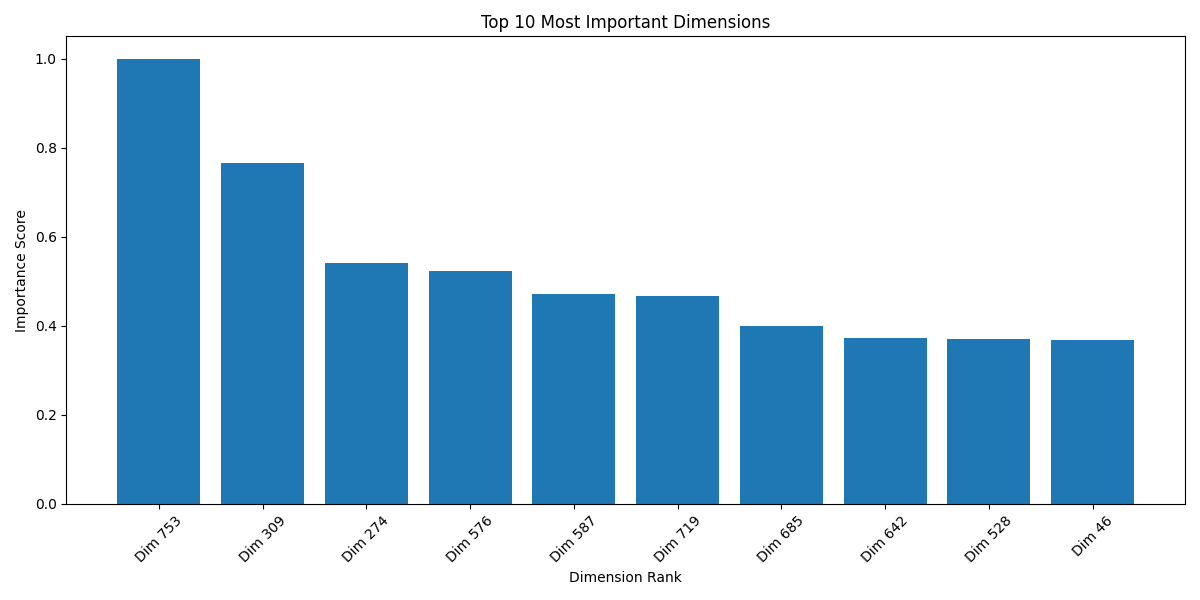 Top 10 Most Important Dimensions
Importance Score
1.0
0.8
0.6
0.4
0.2
0.0
Dim 753
Dim 309
Dim 274
Dim 576
Dim 587
Dim 719
Dim 685
Dim 642
Dim 528
Dim 46
Dimension Rank